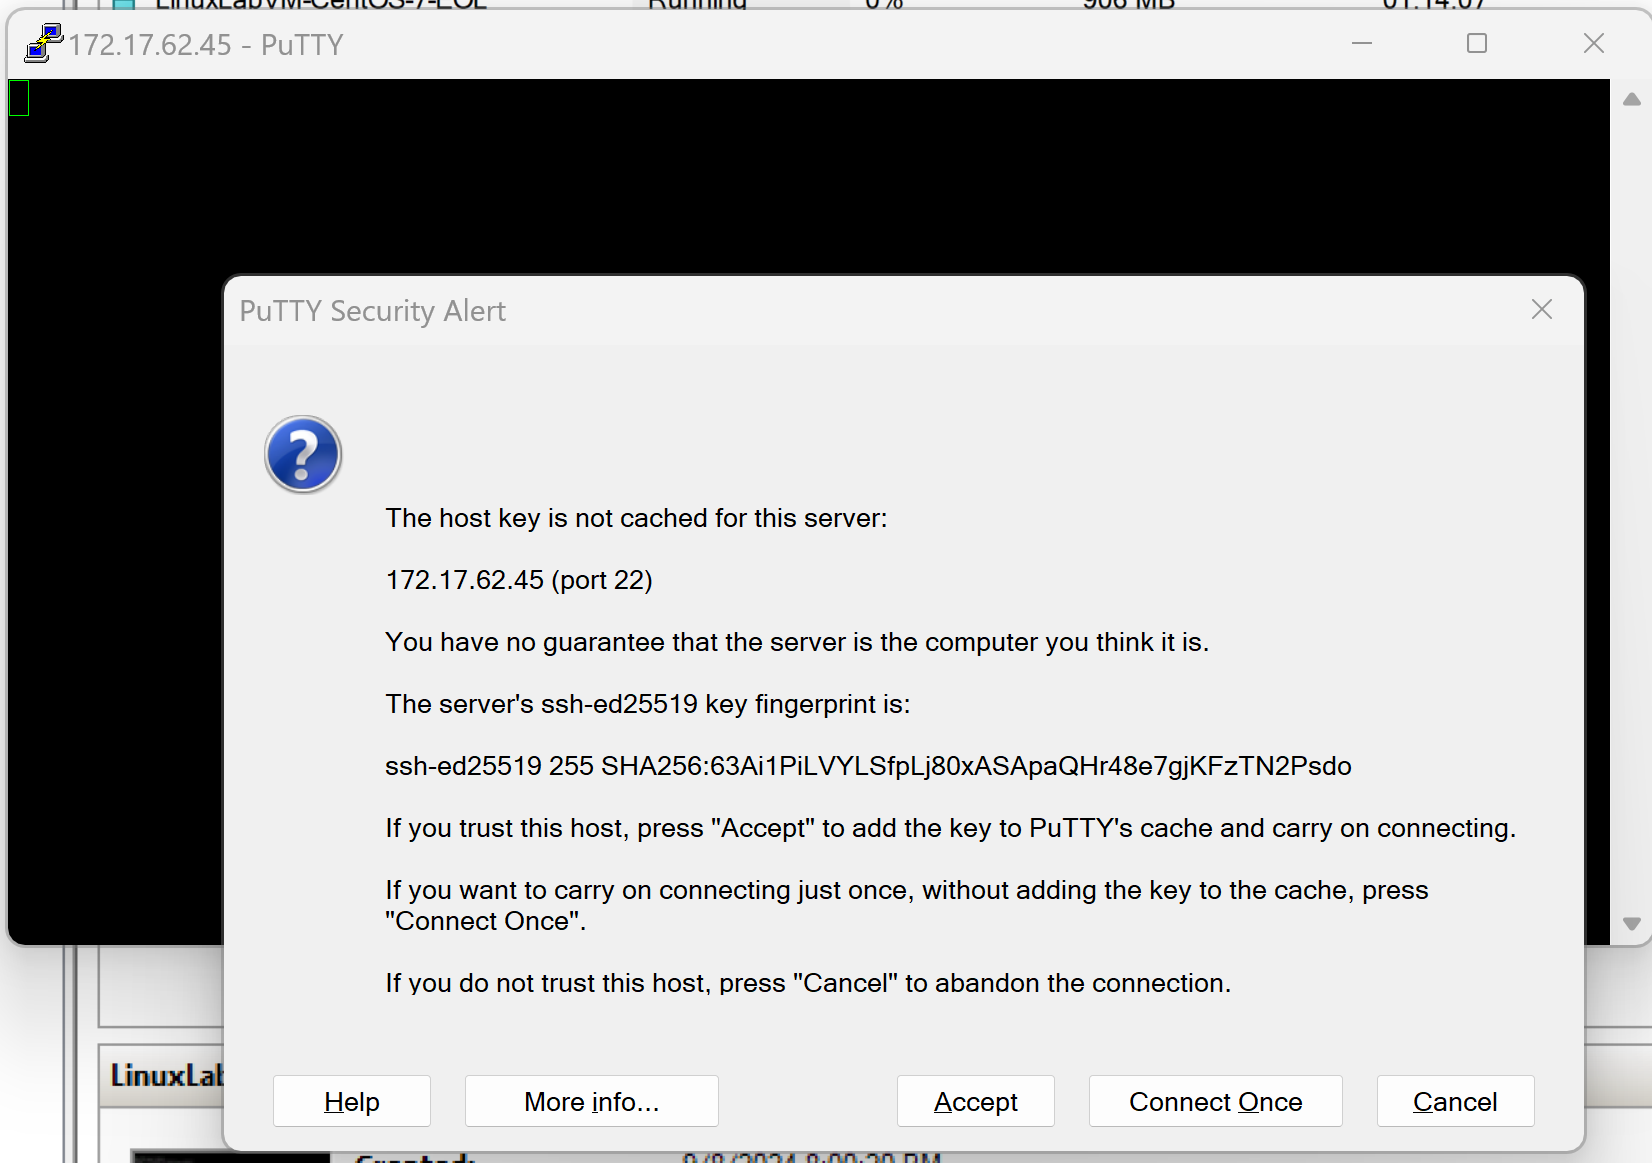 LinuxLabVM-CentOS-7-EOL Running 0% 906 MB 01:14:07
172.17.62.45 - PuTTY
PuTTY Security Alert
The host key is not cached for this server:
172.17.62.45 (port 22)
You have no guarantee that the server is the computer you think it is.
The server's ssh-ed25519 key fingerprint is:
ssh-ed25519 255 SHA256:63Ai1PiLVYLSfpLj80xASApaQHr48e7gjKFzTN2Psdo
If you trust this host, press "Accept" to add the key to PuTTY's cache and carry on connecting.
If you want to carry on connecting just once, without adding the key to the cache, press
"Connect Once".
If you do not trust this host, press "Cancel" to abandon the connection.
LinuxLab
Help More info... Accept Connect Once Cancel
Created: 9/8/2024 8:00:20 PM